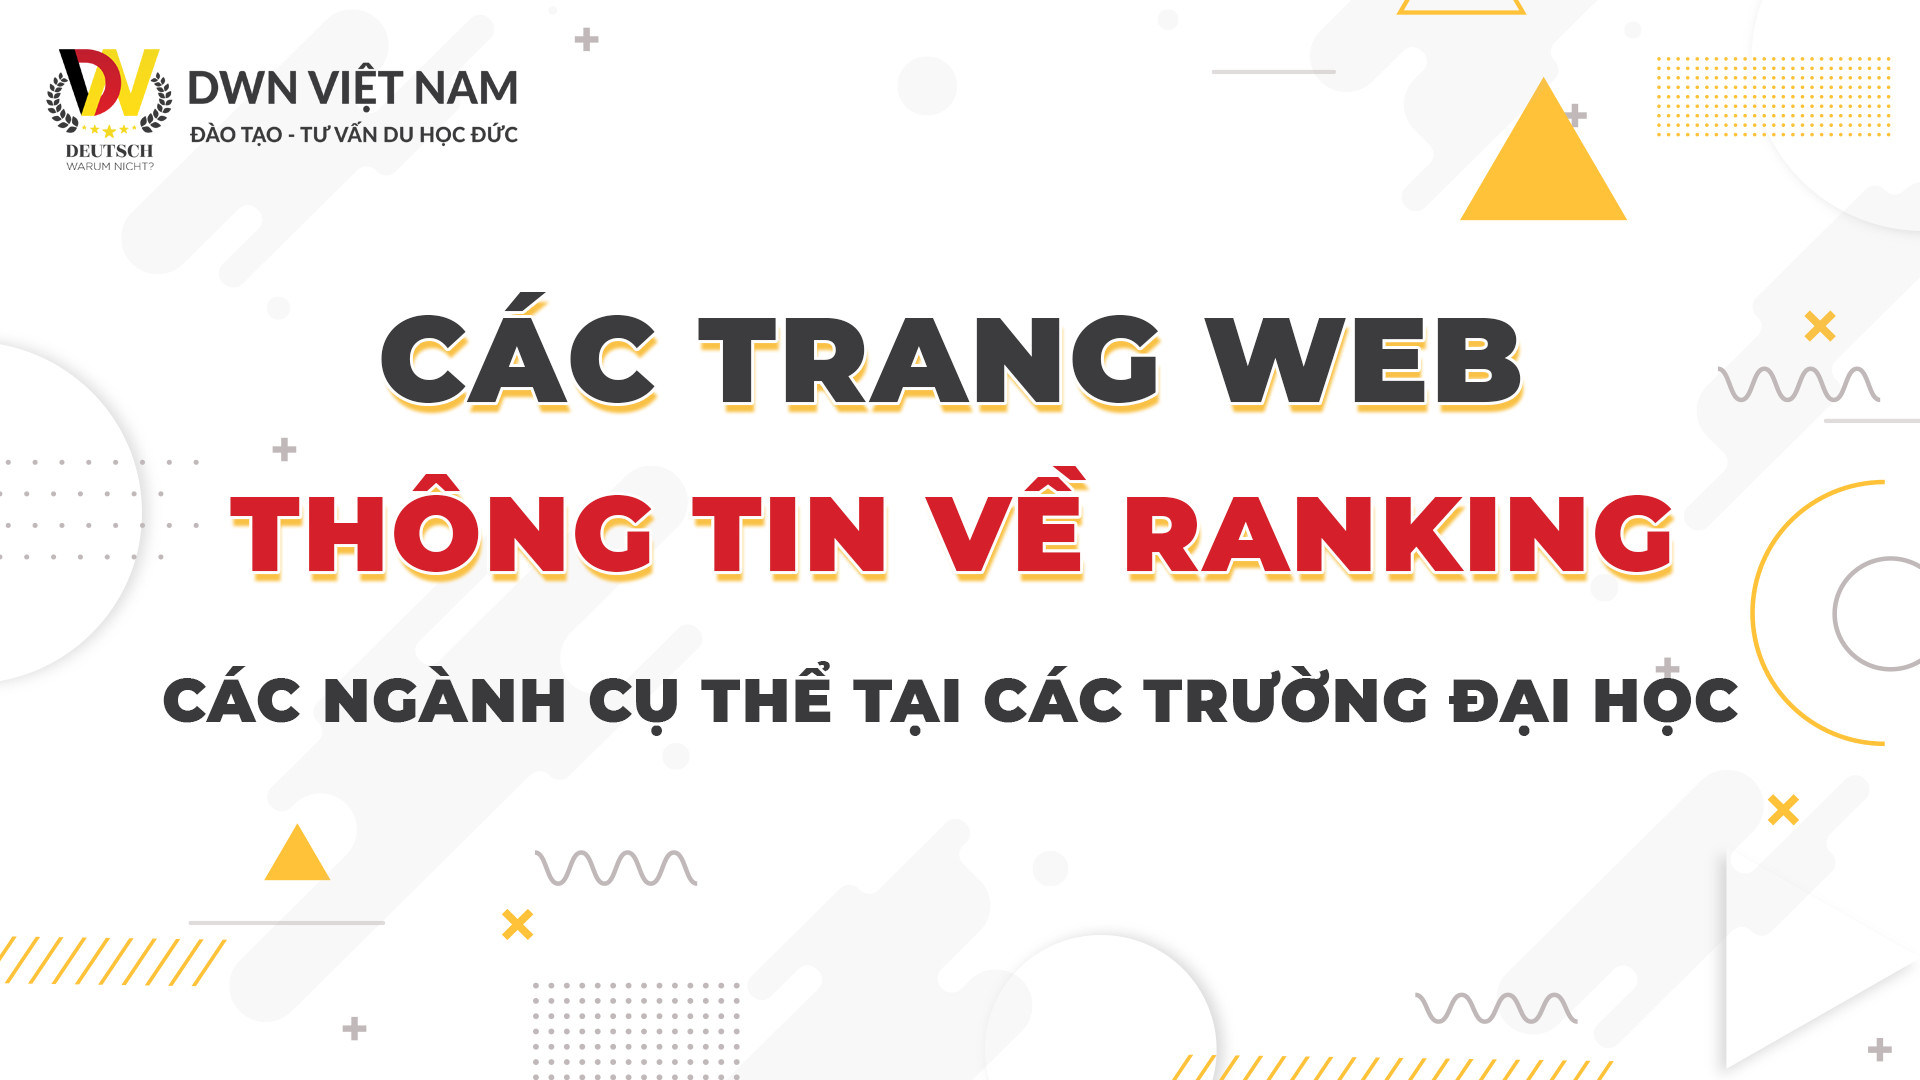 DWN VIỆT NAM
ĐÀO TẠO - TƯ VẤN DU HỌC ĐỨC
DEUTSCH
WARUM NICHT?
CÁC TRANG WEB
THÔNG TIN VỀ RANKING
CÁC NGÀNH CỤ THỂ TẠI CÁC TRƯỜNG ĐẠI HỌC